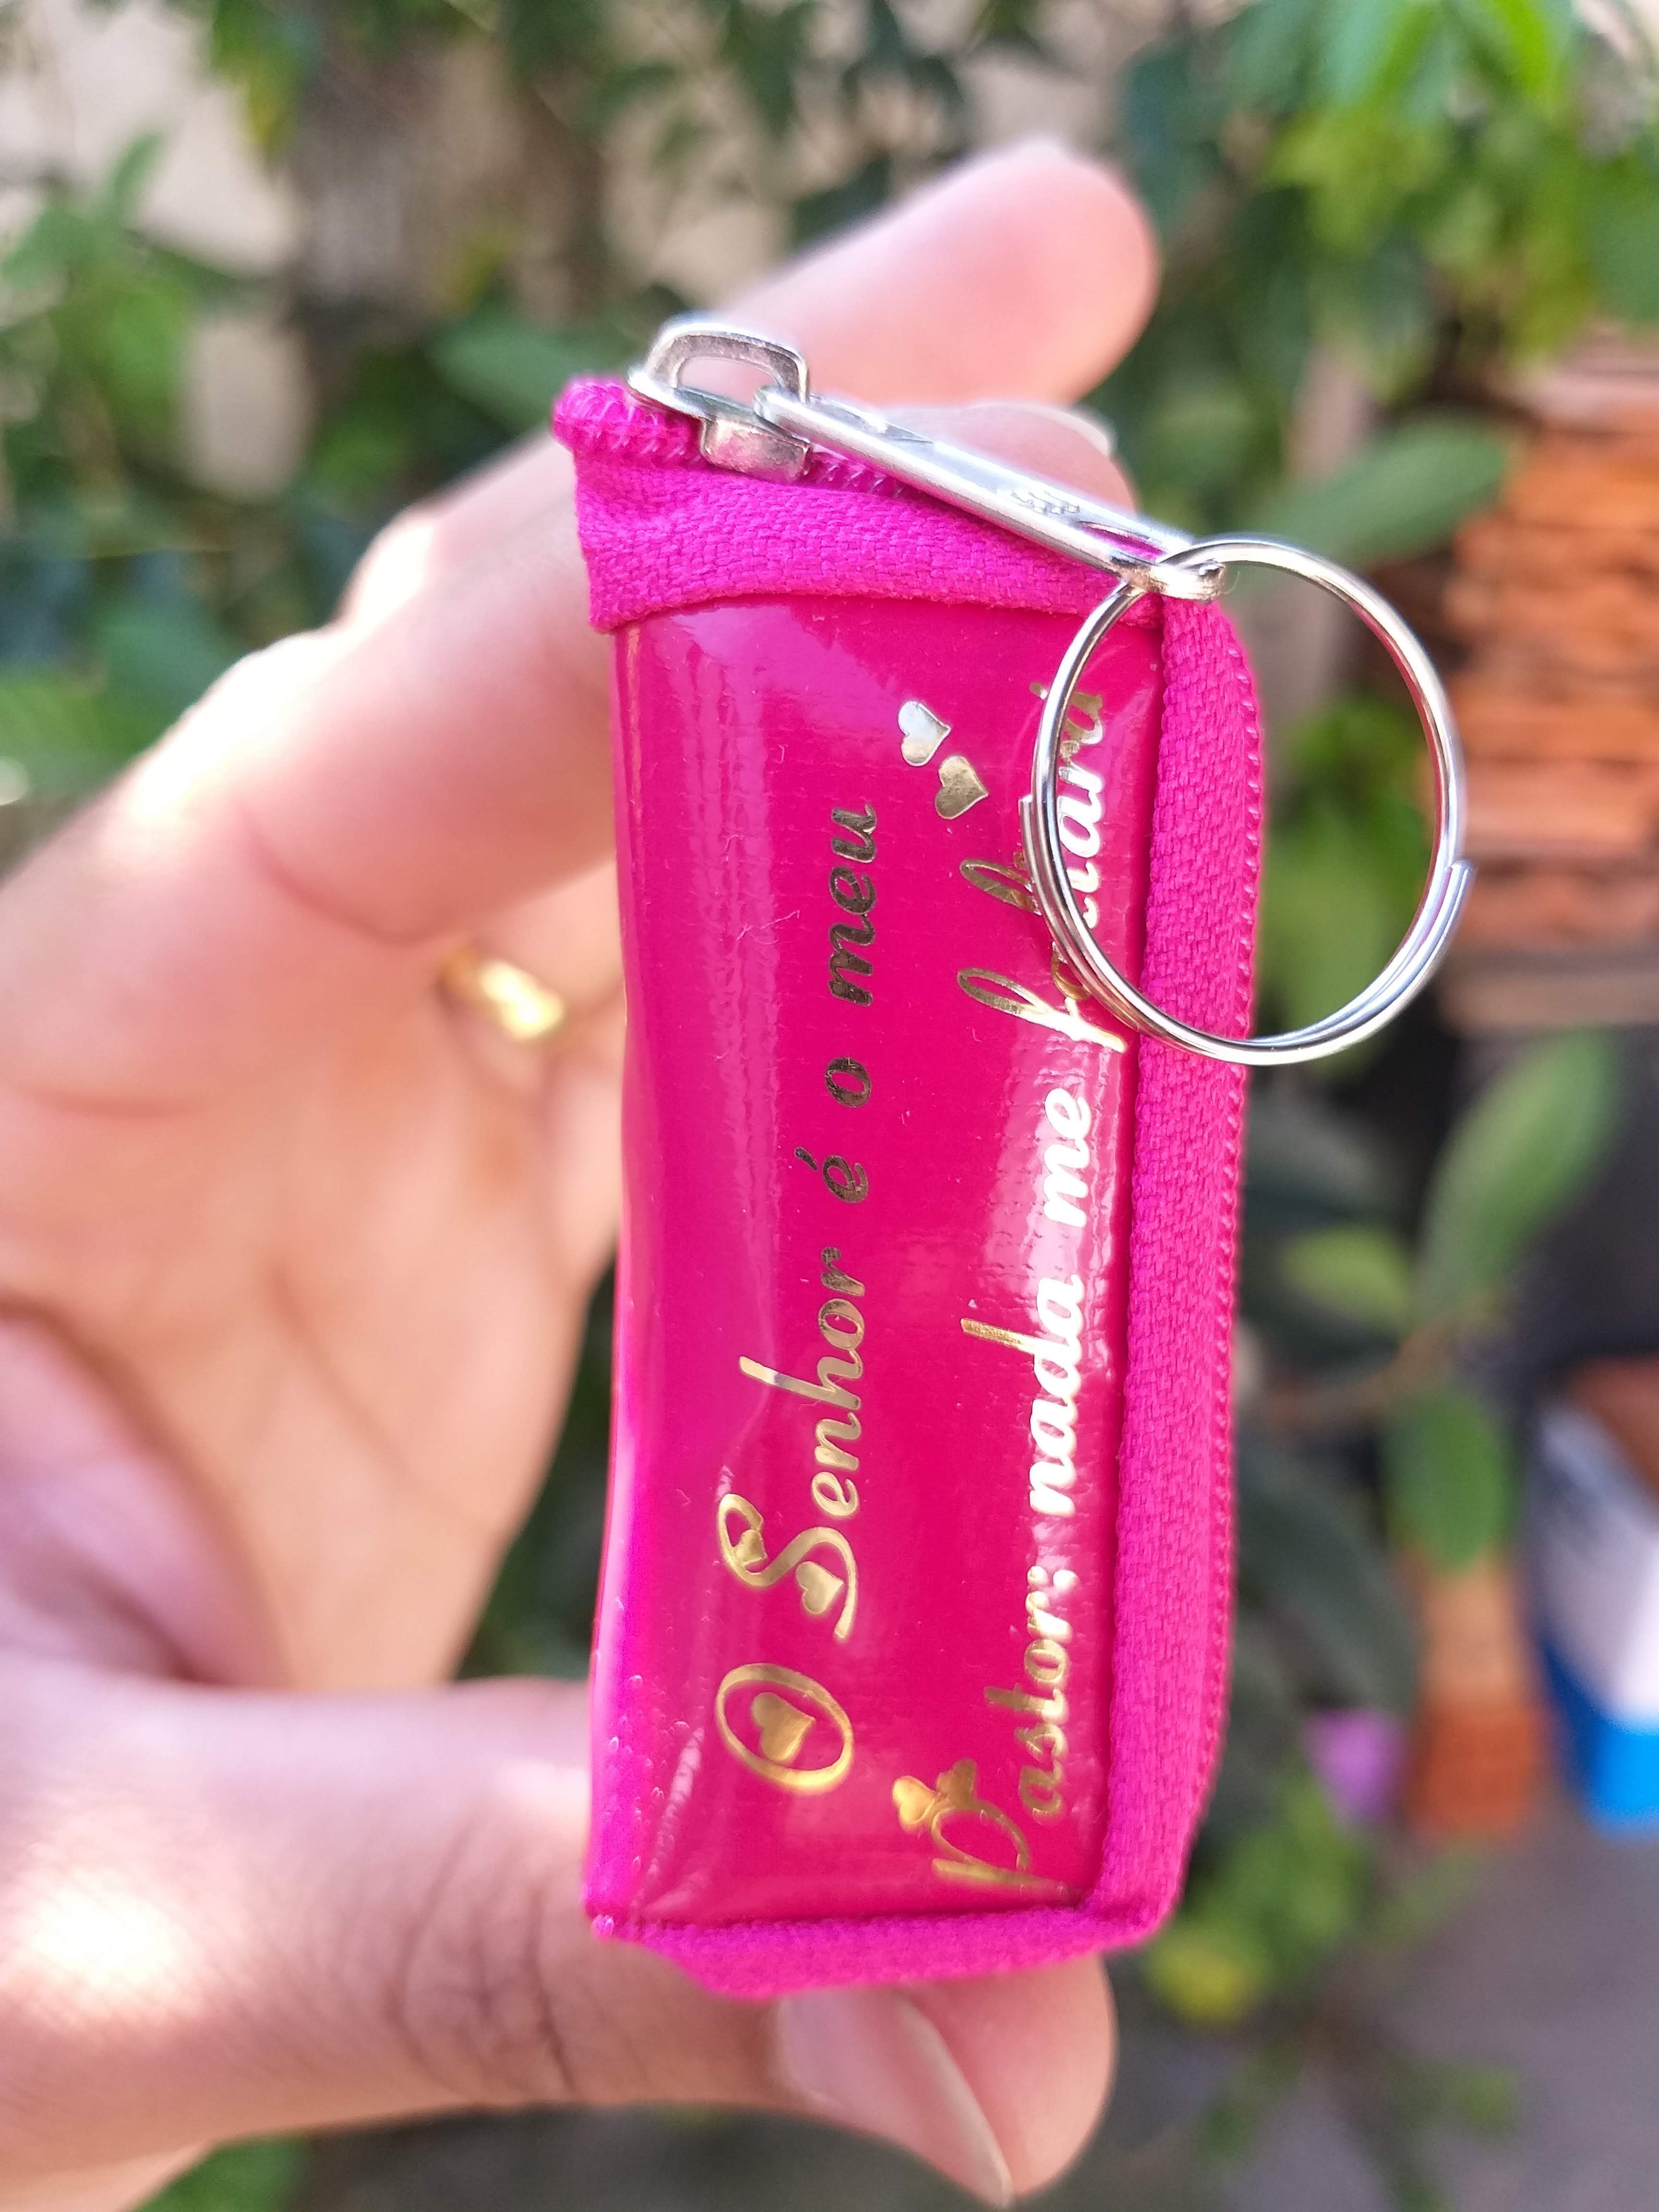 O Senhor é o meu
Pastor; nada me faltará